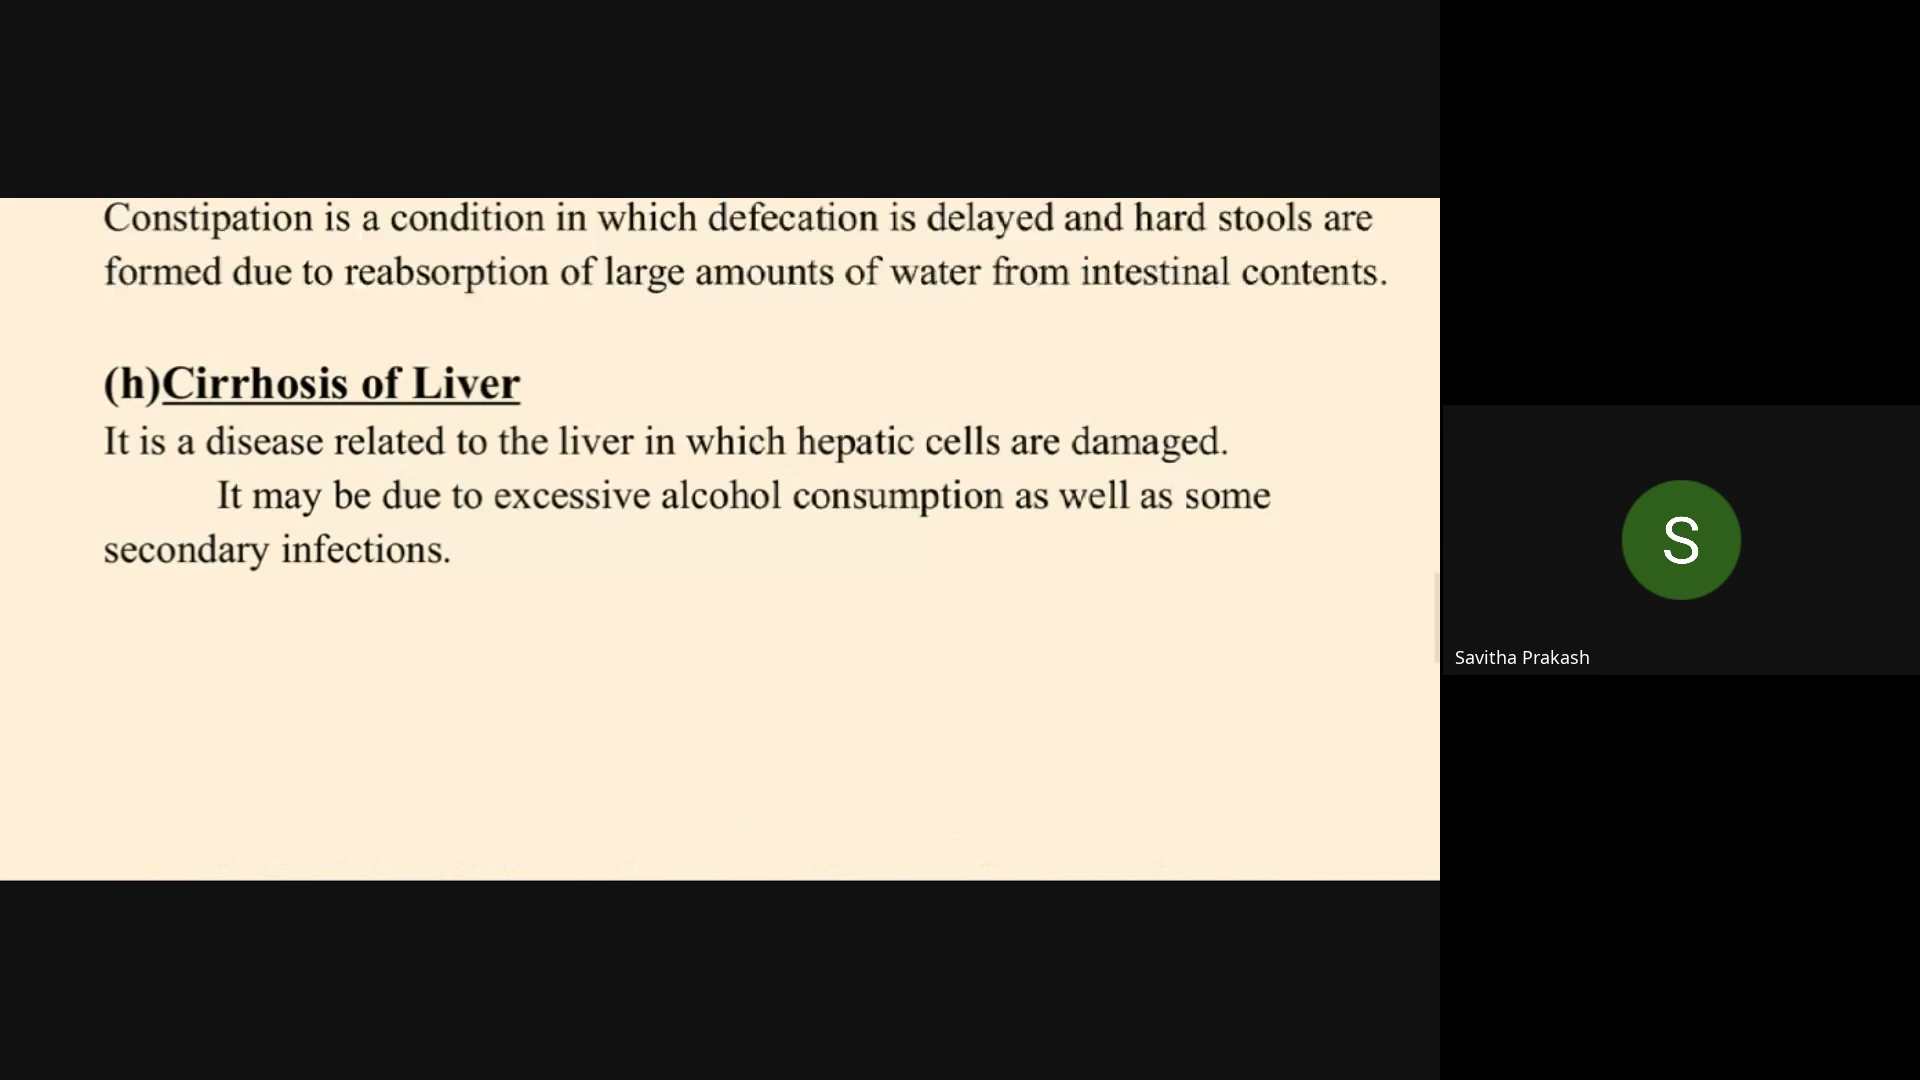 Constipation is a condition in which defecation is delayed and hard stools are
formed due to reabsorption of large amounts of water from intestinal contents.
(h)Cirrhosis of Liver
It is a disease related to the liver in which hepatic cells are damaged.
It may be due to excessive alcohol consumption as well as some
secondary infections.
S
Savitha Prakash